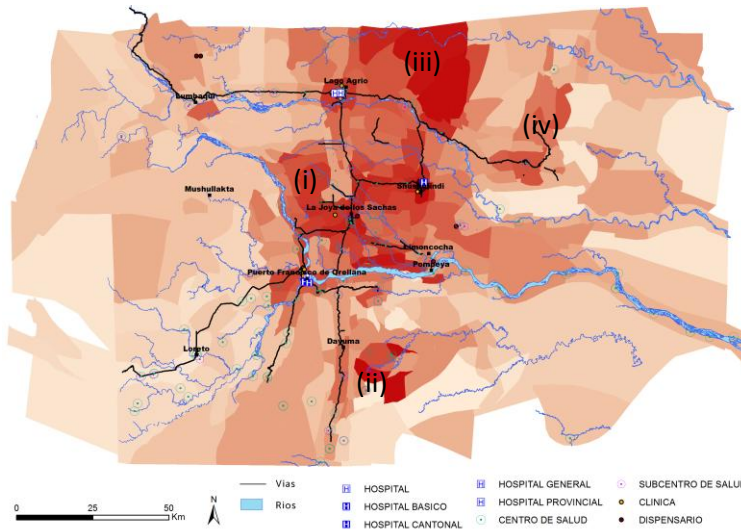 (iii)
Lago Agrio
Lumbaqui
(iv)
(i)
Shushufindi
Mushullakta
La Joya de los Sachas
Limoncocha
Pompeya
Puerto Francisco de Orellana
Loreto
Dayuma
(ii)
Vias
Rios
H HOSPITAL
H HOSPITAL BASICO
H HOSPITAL CANTONAL
H HOSPITAL GENERAL
H HOSPITAL PROVINCIAL
CENTRO DE SALUD
SUBCENTRO DE SALUD
CLINICA
DISPENSARIO
0 25 50
Km
N